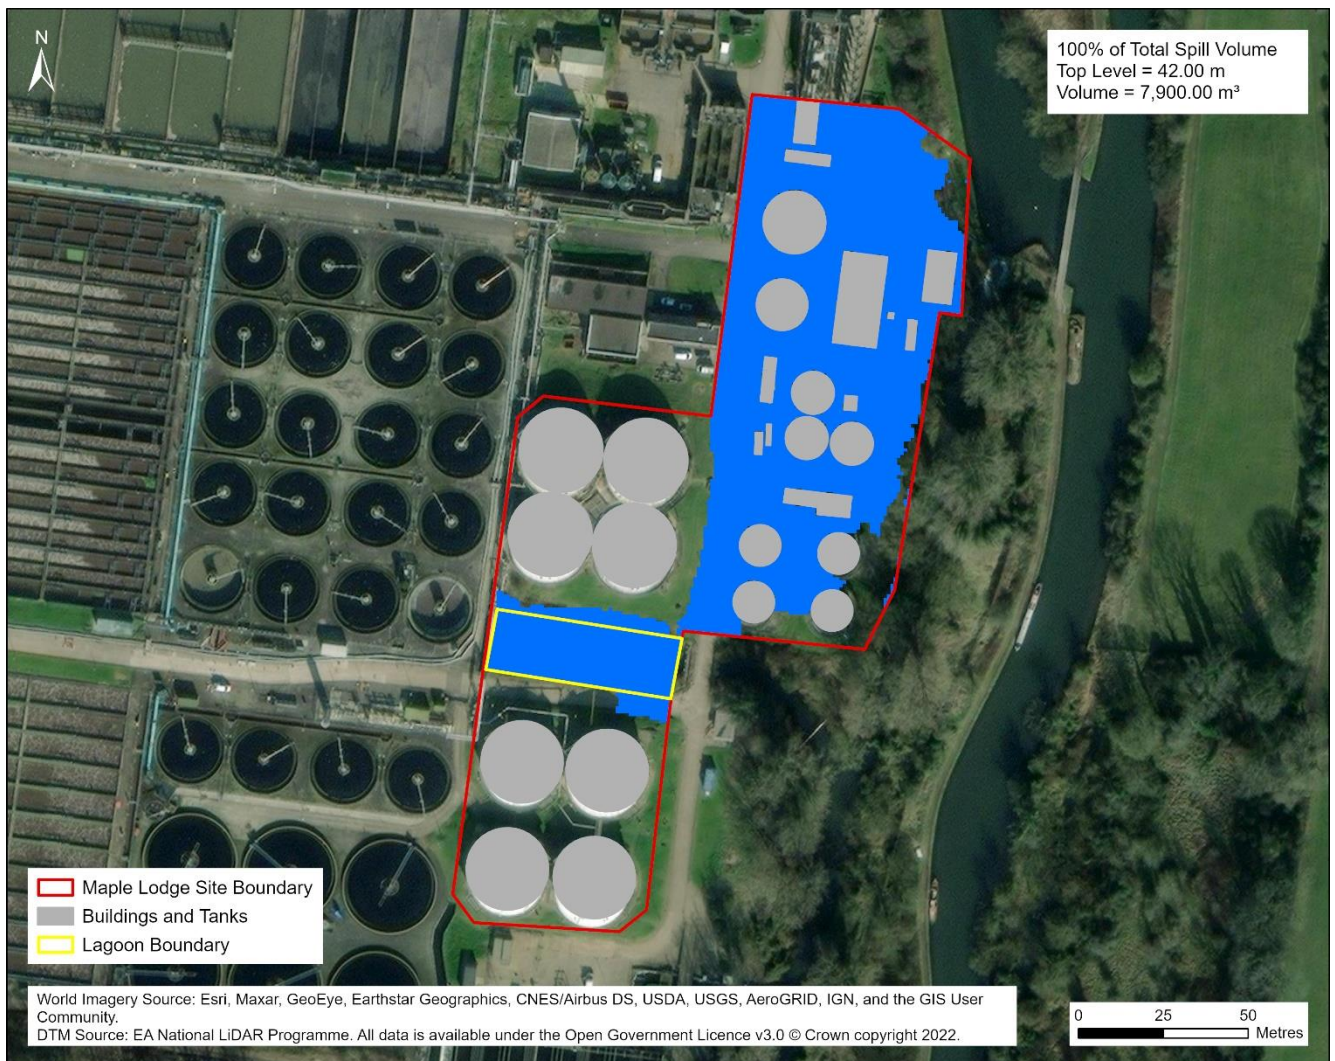 N
100% of Total Spill Volume
Top Level = 42.00 m
Volume = 7,900.00 m³
Maple Lodge Site Boundary
Buildings and Tanks
Lagoon Boundary
World Imagery Source: Esri, Maxar, GeoEye, Earthstar Geographics, CNES/Airbus DS, USDA, USGS, AeroGRID, IGN, and the GIS User
Community.
DTM Source: EA National LiDAR Programme. All data is available under the Open Government Licence v3.0 © Crown copyright 2022.
0 25 50
Metres